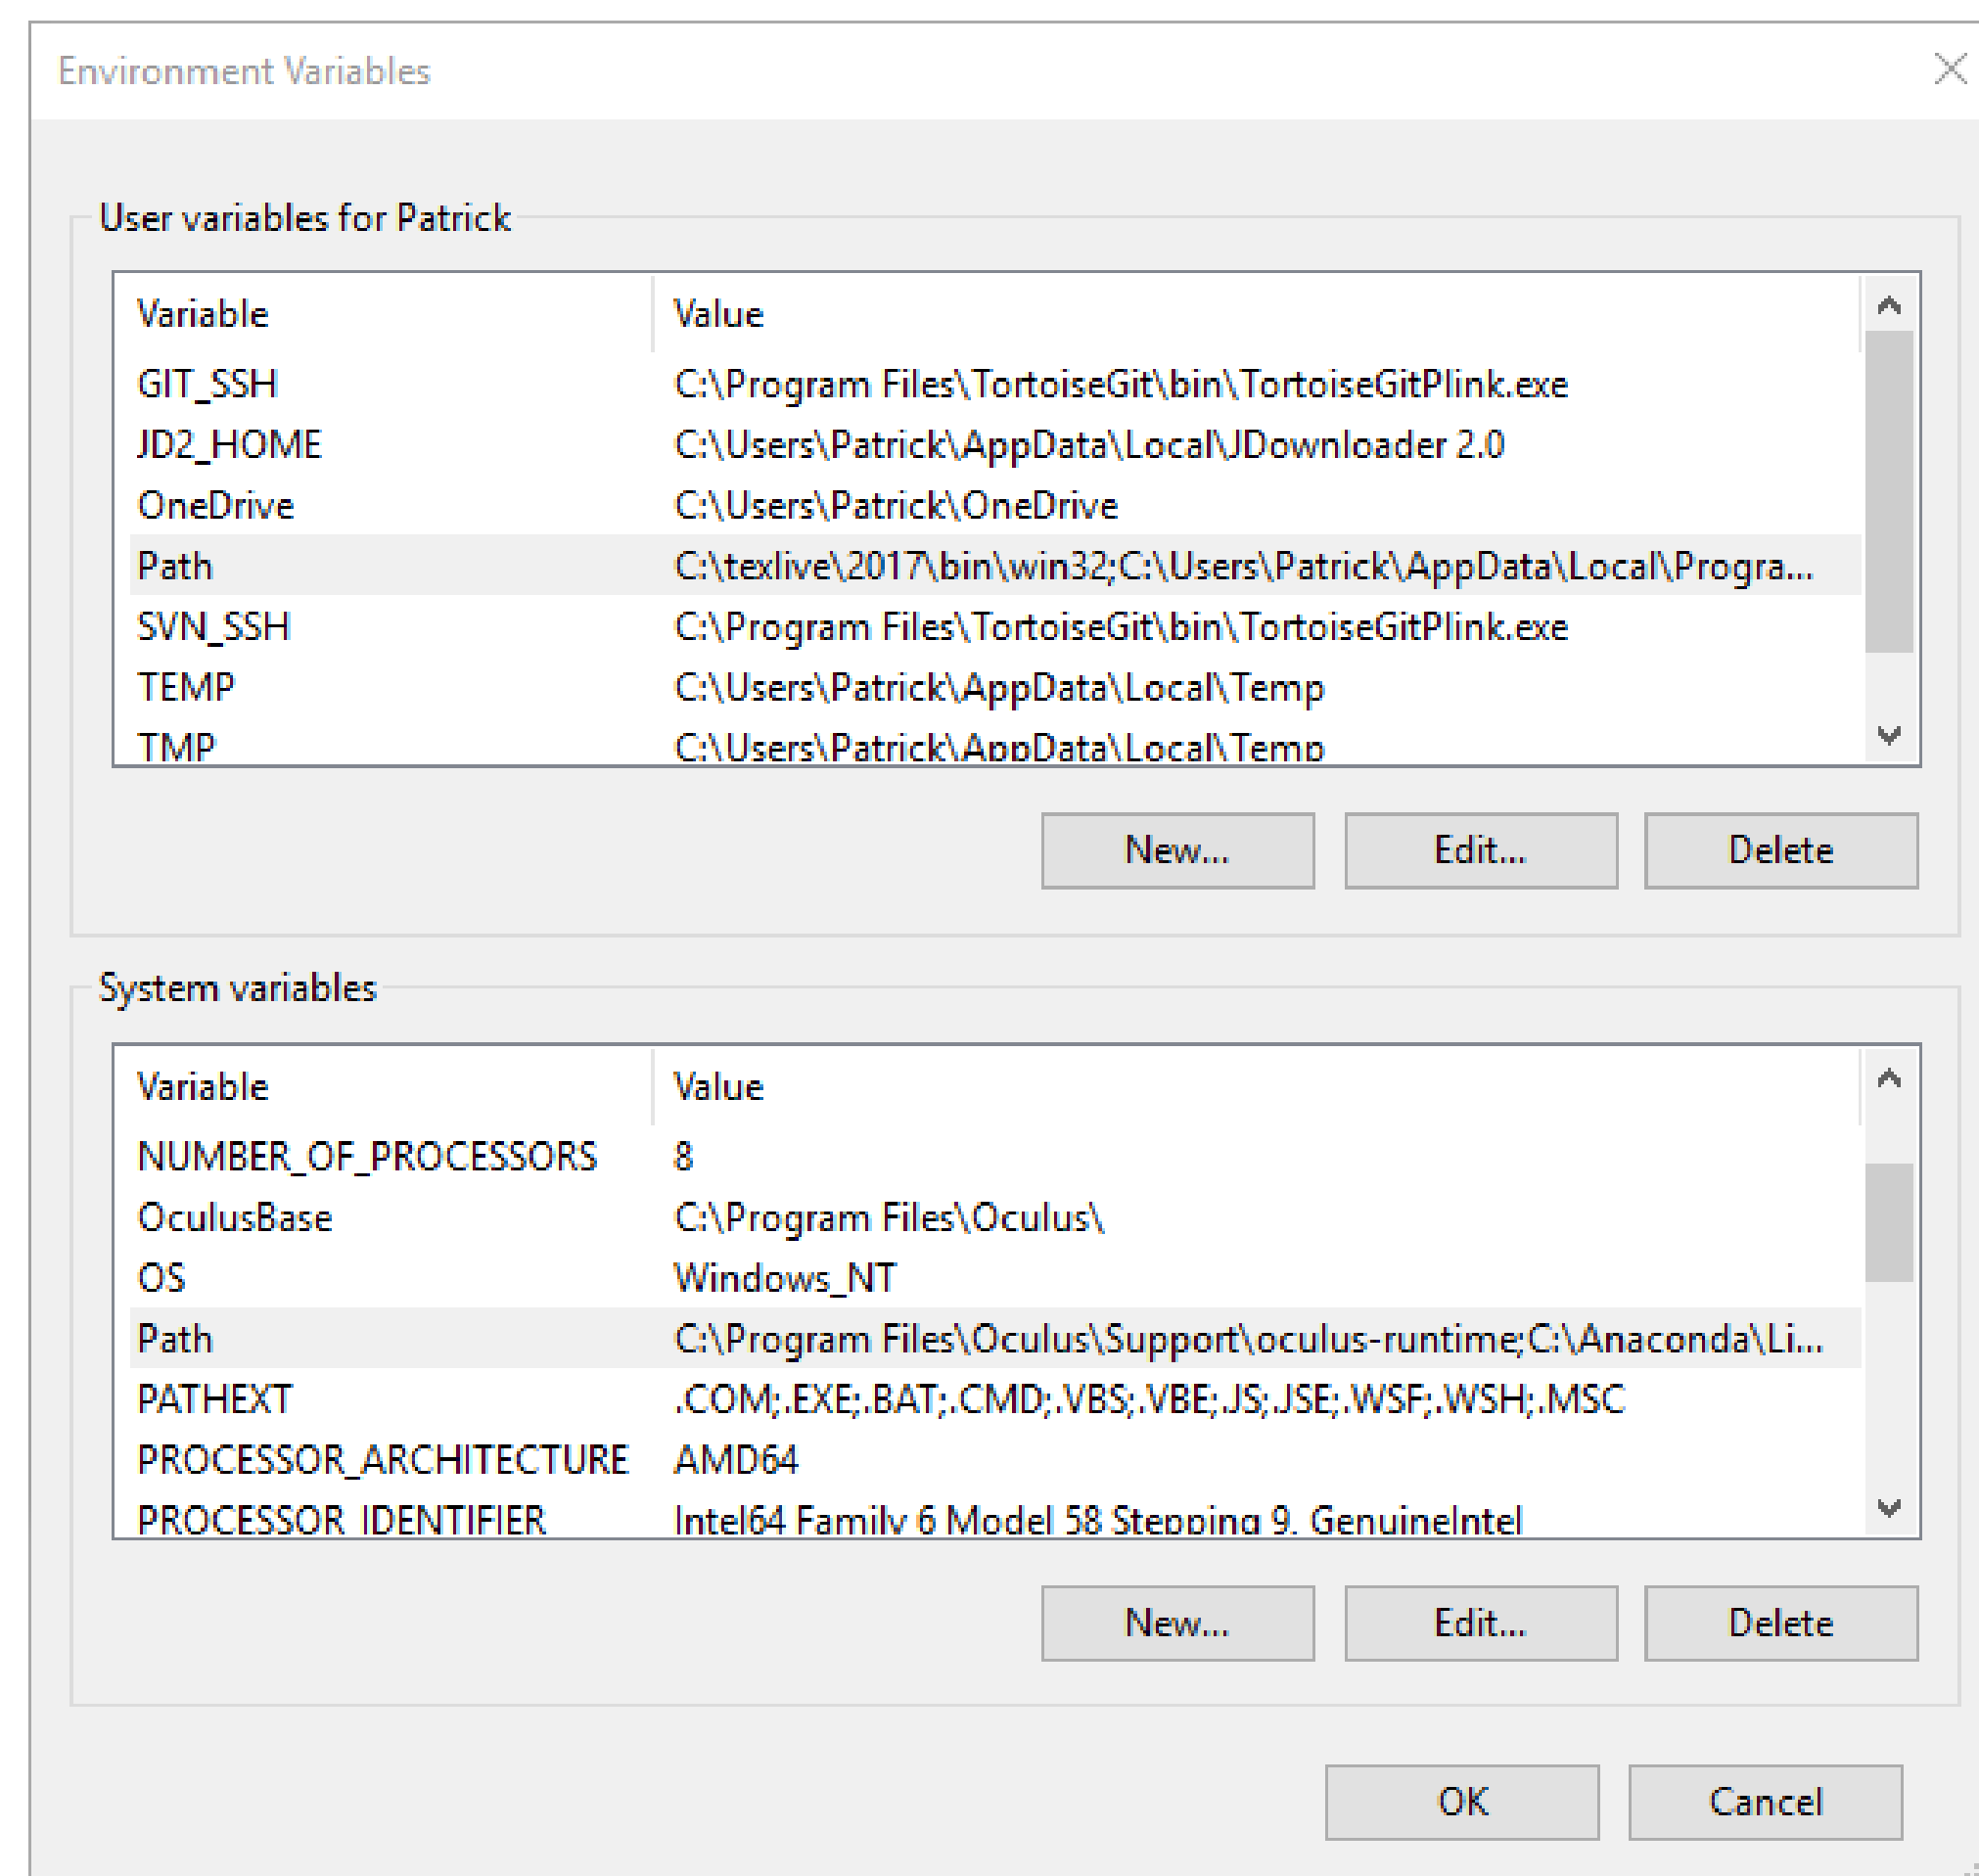 Environment Variables
User variables for Patrick
Variable Value
GIT_SSH C:\Program Files\TortoiseGit\bin\TortoiseGitPlink.exe
JD2_HOME C:\Users\Patrick\AppData\Local\JDownloader 2.0
OneDrive C:\Users\Patrick\OneDrive
Path C:\texlive\2017\bin\win32;C:\Users\Patrick\AppData\Local\Progra...
SVN_SSH C:\Program Files\TortoiseGit\bin\TortoiseGitPlink.exe
TEMP C:\Users\Patrick\AppData\Local\Temp
TMP C:\Users\Patrick\AppData\Local\Temp
New... Edit... Delete
System variables
Variable Value
NUMBER_OF_PROCESSORS 8
OculusBase C:\Program Files\Oculus\
OS Windows_NT
Path C:\Program Files\Oculus\Support\oculus-runtime;C:\Anaconda\Li...
PATHEXT .COM;.EXE;.BAT;.CMD;.VBS;.VBE;.JS;.JSE;.WSF;.WSH;.MSC
PROCESSOR_ARCHITECTURE AMD64
PROCESSOR_IDENTIFIER Intel64 Family 6 Model 58 Stepping 9, GenuineIntel
New... Edit... Delete
OK Cancel